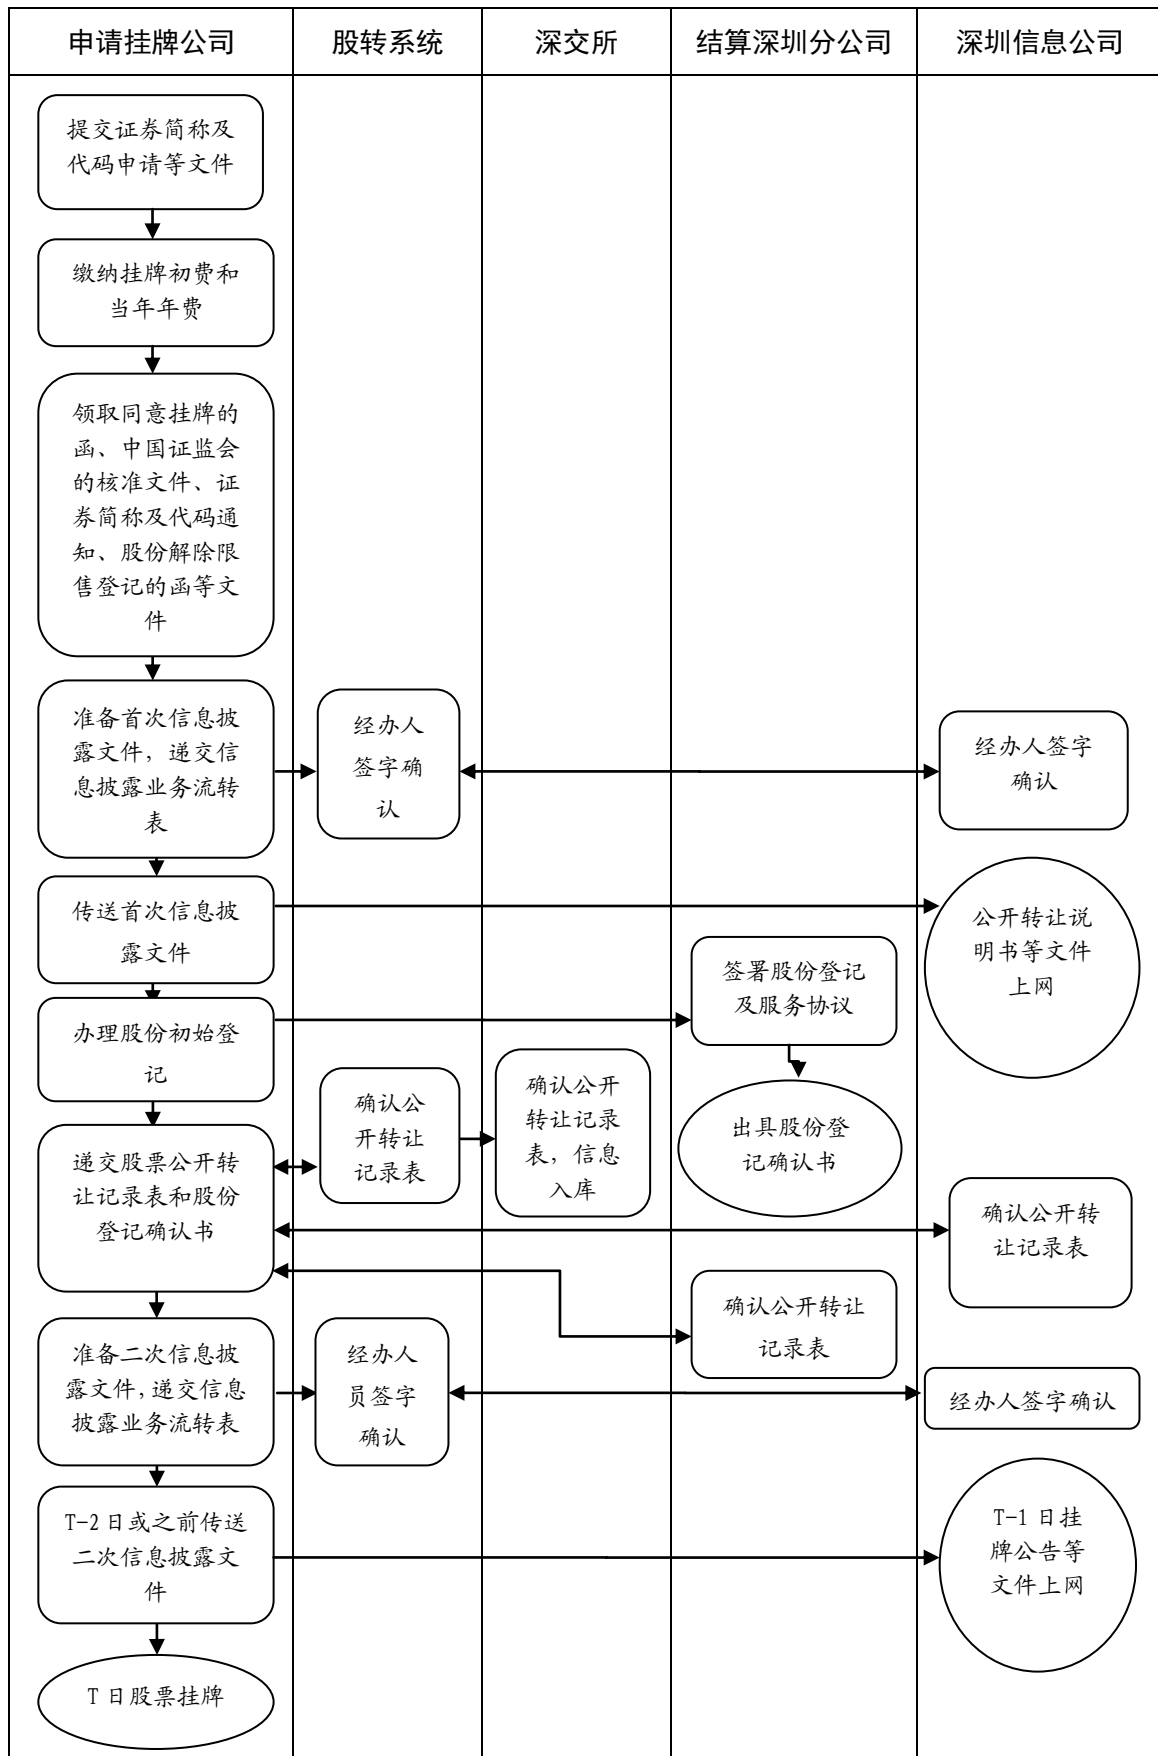 申请挂牌公司
股转系统
深交所
结算深圳分公司
深圳信息公司
提交证券简称及
代码申请等文件
缴纳挂牌初费和
当年年费
领取同意挂牌的
函、中国证监会
的核准文件、证
券简称及代码通
知、股份解除限
售登记的函等文
件
准备首次信息披
露文件，递交信
息披露业务流转
表
经办人
签字确
认
经办人签字
确认
传送首次信息披
露文件
公开转让说
明书等文件
上网
签署股份登记
及服务协议
办理股份初始登
记
确认公
开转让
记录表
确认公开
转让记录
表，信息
入库
出具股份登
记确认书
递交股票公开转
让记录表和股份
登记确认书
确认公开转
让记录表
确认公开转让
记录表
准备二次信息披
露文件，递交信息
披露业务流转表
经办人
员签字
确认
经办人签字确认
T-2日或之前传送
二次信息披露文
件
T-1日挂
牌公告等
文件上网
T日股票挂牌